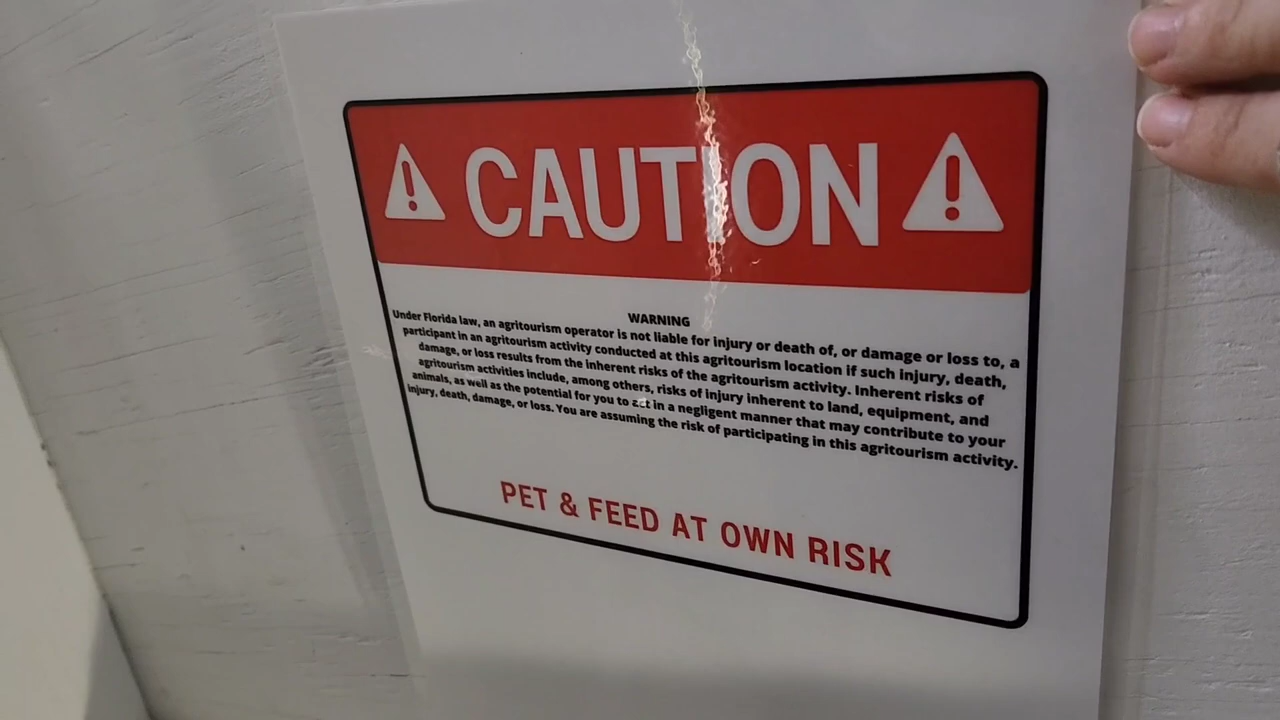 CAUTION
WARNING
Under Florida law, an agritourism operator is not liable for injury or death of, or damage or loss to, a
participant in an agritourism activity conducted at this agritourism location if such injury, death,
damage, or loss results from the inherent risks of the agritourism activity. Inherent risks of
agritourism activities include, among others, risks of injury inherent to land, equipment, and
animals, as well as the potential for you to act in a negligent manner that may contribute to your
injury, death, damage, or loss. You are assuming the risk of participating in this agritourism activity.
PET & FEED AT OWN RISK